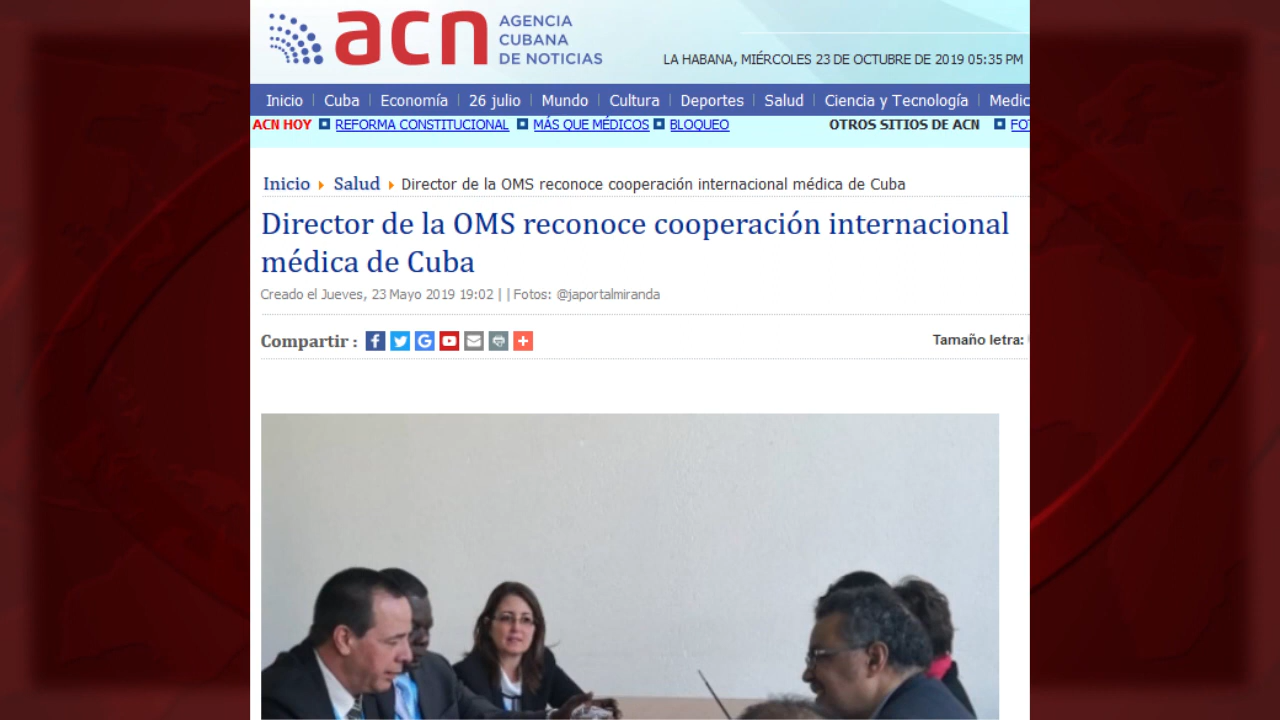 acn
AGENCIA
CUBANA
DE NOTICIAS
LA HABANA, MIÉRCOLES 23 DE OCTUBRE DE 2019 05:35 PM
Inicio | Cuba | Economía | 26 julio | Mundo | Cultura | Deportes | Salud | Ciencia y Tecnología | Medic
ACN HOY REFORMA CONSTITUCIONAL MÁS QUE MÉDICOS BLOQUEO OTROS SITIOS DE ACN FO
Inicio Salud Director de la OMS reconoce cooperación internacional médica de Cuba
Director de la OMS reconoce cooperación internacional
médica de Cuba
Creado el Jueves, 23 Mayo 2019 19:02 | | Fotos: @japortalmiranda
Compartir : Tamaño letra: